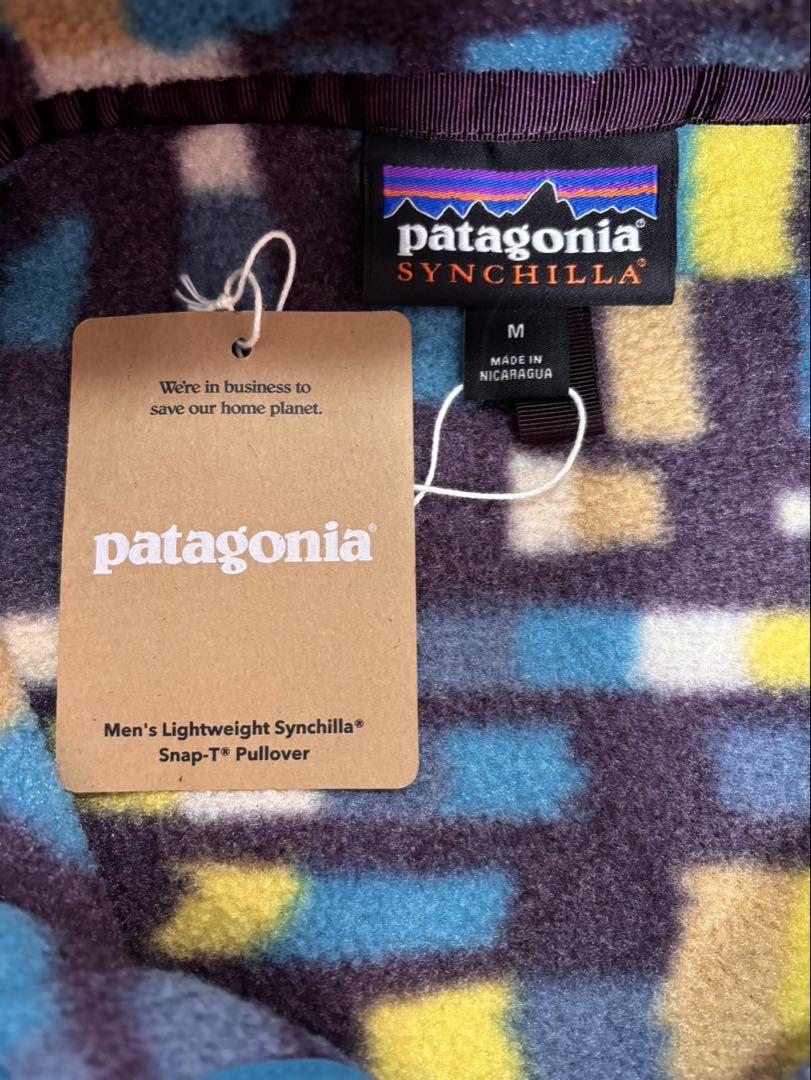 patagonia®
SYNCHILLA®
M
MADE IN
NICARAGUA
We're in business to
save our home planet.
patagonia®
Men's Lightweight Synchilla®
Snap-T® Pullover